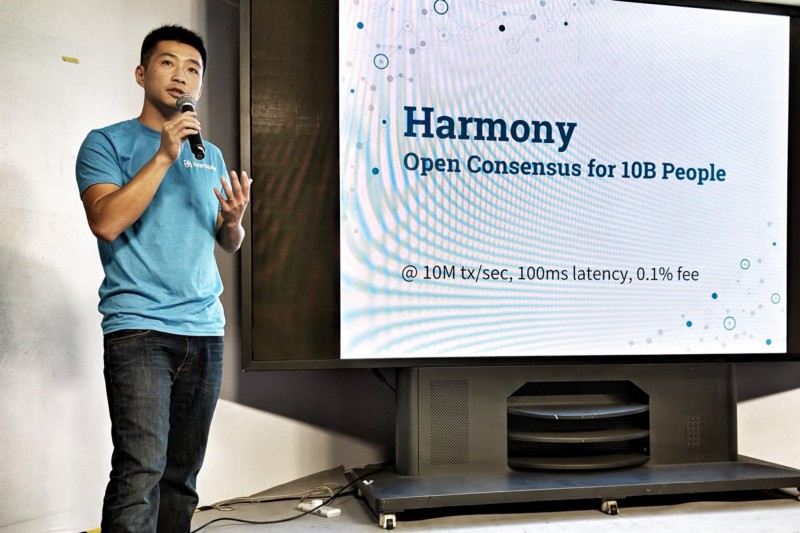 Harmony
Open Consensus for 10B People
@ 10M tx/sec, 100ms latency, 0.1% fee